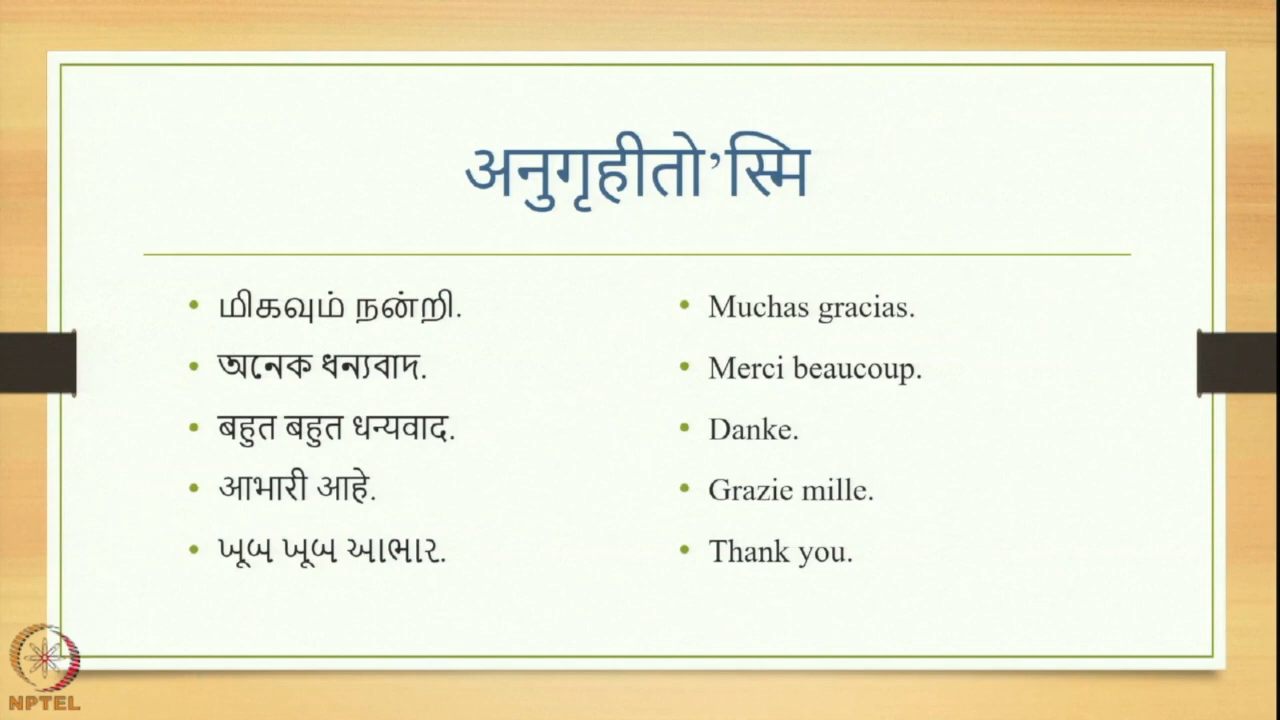 अनुगृहीतो’स्मि
மிகவும் நன்றி.
অনেক ধন্যবাদ.
बहुत बहुत धन्यवाद.
आभारी आहे.
ખૂબ ખૂબ આભાર.
Muchas gracias.
Merci beaucoup.
Danke.
Grazie mille.
Thank you.
NPTEL